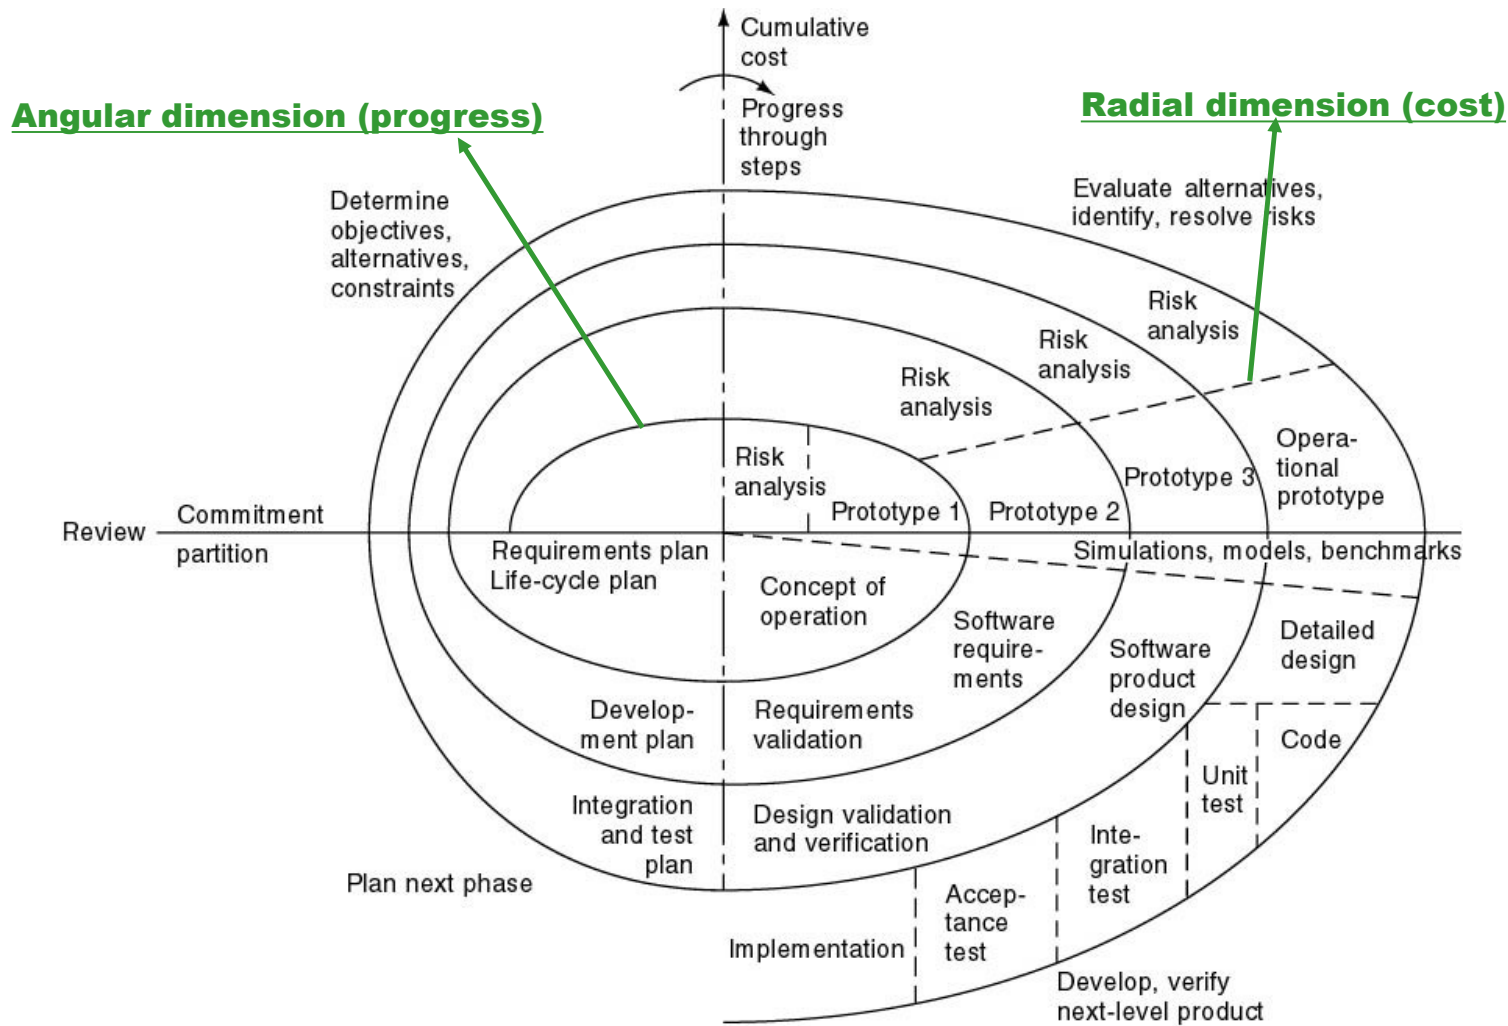 Cumulative
cost
Angular dimension (progress)
Radial dimension (cost)
Progress
through
steps
Determine
objectives,
alternatives,
constraints
Evaluate alternatives,
identify, resolve risks
Risk
analysis
Risk
analysis
Risk
analysis
Risk
analysis
Opera-
tional
prototype
Prototype 3
Prototype 1
Prototype 2
Review
Commitment
partition
Requirements plan
Life-cycle plan
Simulations, models, benchmarks
Concept of
operation
Software
require-
ments
Software
product
design
Detailed
design
Develop-
ment plan
Requirements
validation
Code
Unit
test
Integration
and test
plan
Design validation
and verification
Inte-
gration
test
Plan next phase
Accep-
tance
test
Implementation
Develop, verify
next-level product